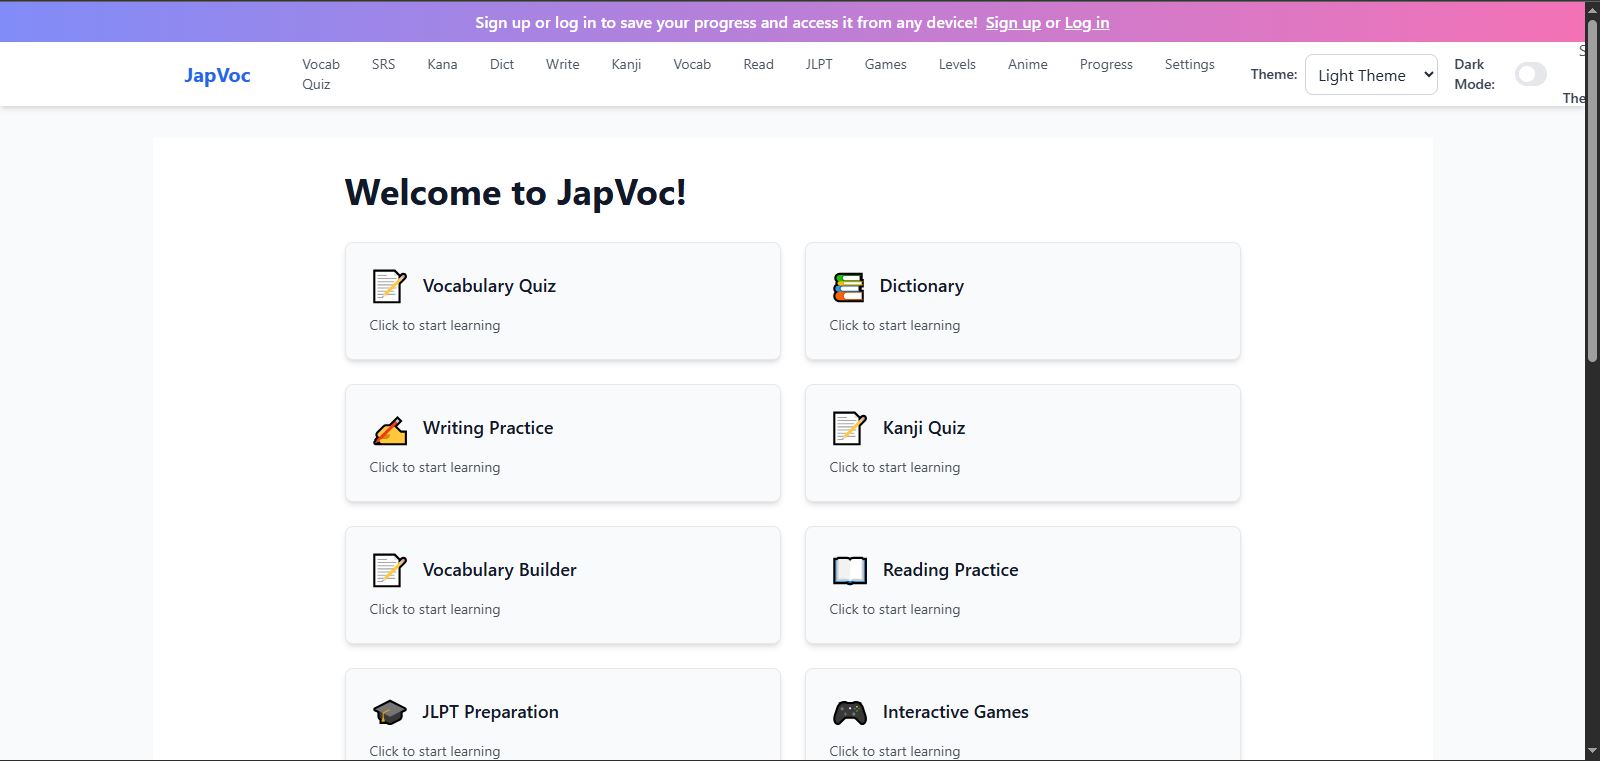 Sign up or log in to save your progress and access it from any device! Sign up or Log in
JapVoc
Vocab Quiz
SRS
Kana
Dict
Write
Kanji
Vocab
Read
JLPT
Games
Levels
Anime
Progress
Settings
Theme:
Light Theme
Dark Mode:
Welcome to JapVoc!
Vocabulary Quiz
Click to start learning
Dictionary
Click to start learning
Writing Practice
Click to start learning
Kanji Quiz
Click to start learning
Vocabulary Builder
Click to start learning
Reading Practice
Click to start learning
JLPT Preparation
Click to start learning
Interactive Games
Click to start learning